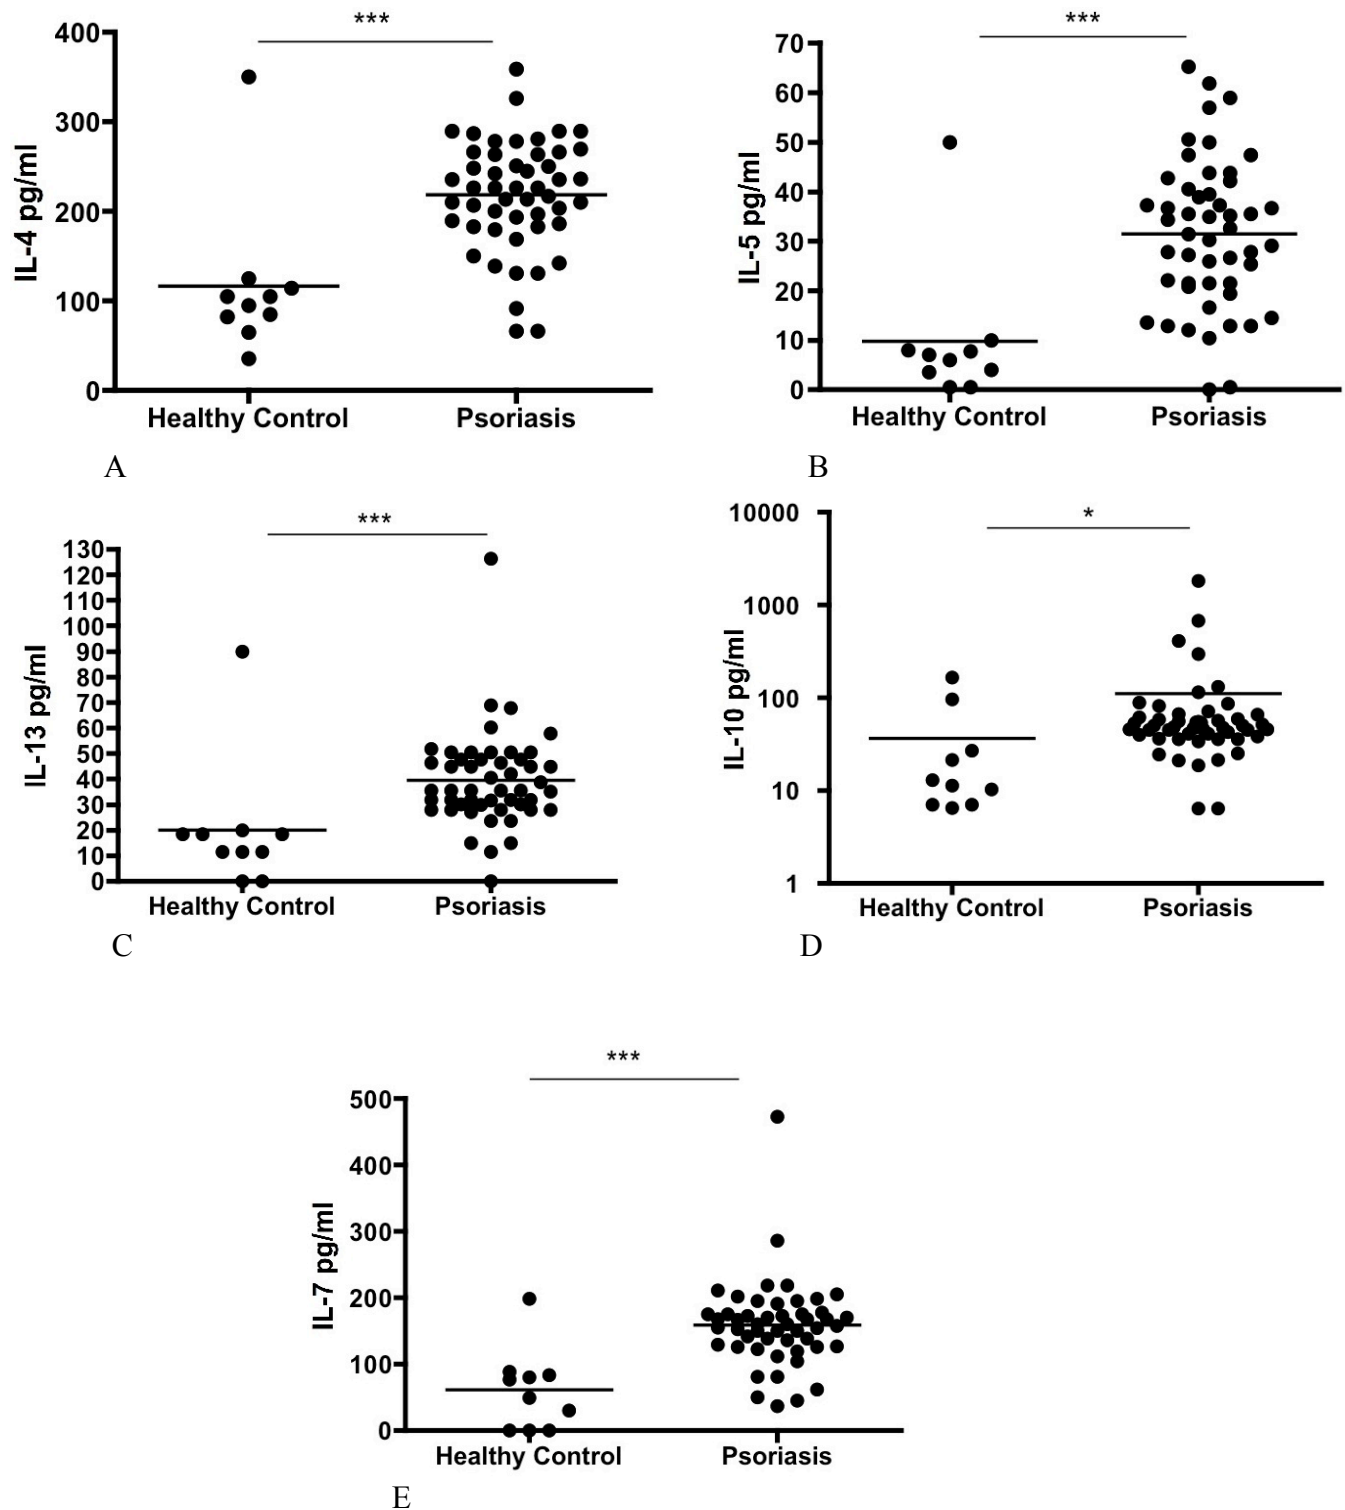 ***
400
300
200
100
0
IL-4 pg/ml
Healthy Control
Psoriasis
A
***
70
60
50
40
30
20
10
0
IL-5 pg/ml
Healthy Control
Psoriasis
B
***
130
120
110
100
90
80
70
60
50
40
30
20
10
0
IL-13 pg/ml
Healthy Control
Psoriasis
C
*
10000
1000
100
10
1
IL-10 pg/ml
Healthy Control
Psoriasis
D
***
500
400
300
200
100
0
IL-7 pg/ml
Healthy Control
Psoriasis
E